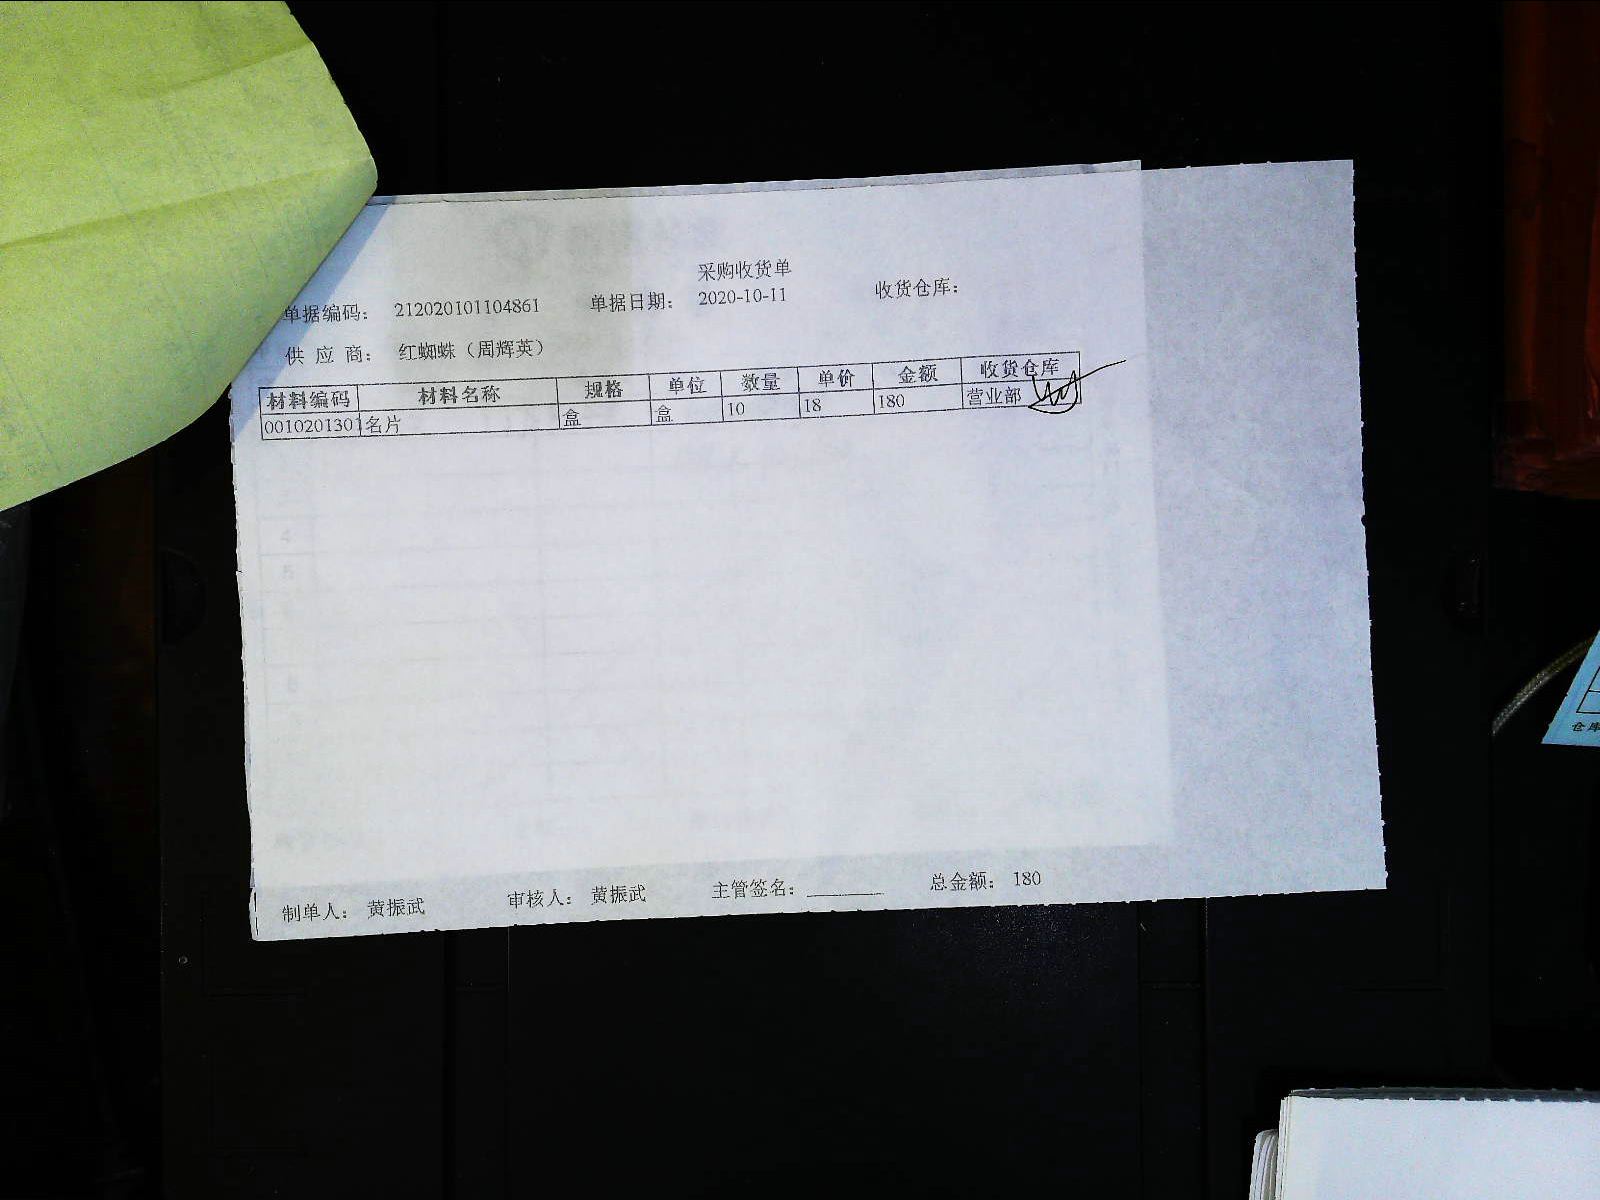 采购收货单
单据编码： 212020101104861 单据日期： 2020-10-11 收货仓库：
供 应 商： 红蜘蛛（周辉英）
材料编码 材料名称 规格 单位 数量 单价 金额 收货仓库
0010201301 名片 盒 盒 10 18 180 营业部
制单人： 黄振武 审核人： 黄振武 主管签名： 总金额： 180
仓库